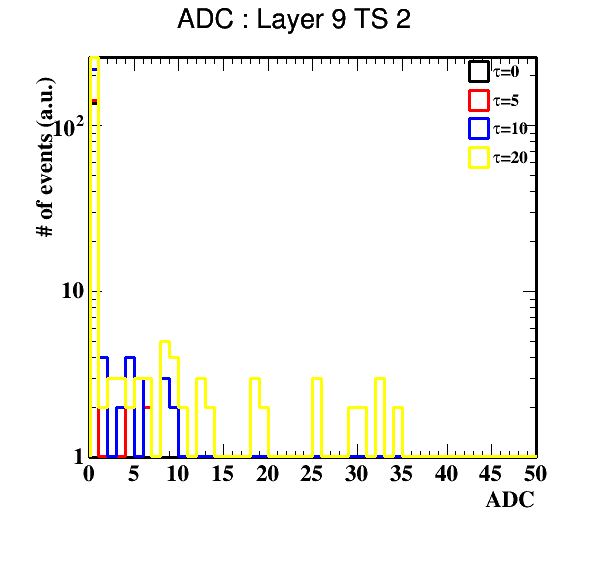 ADC : Layer 9 TS 2
# of events (a.u.)
10²
10
1
τ=0
τ=5
τ=10
τ=20
0 5 10 15 20 25 30 35 40 45 50
ADC